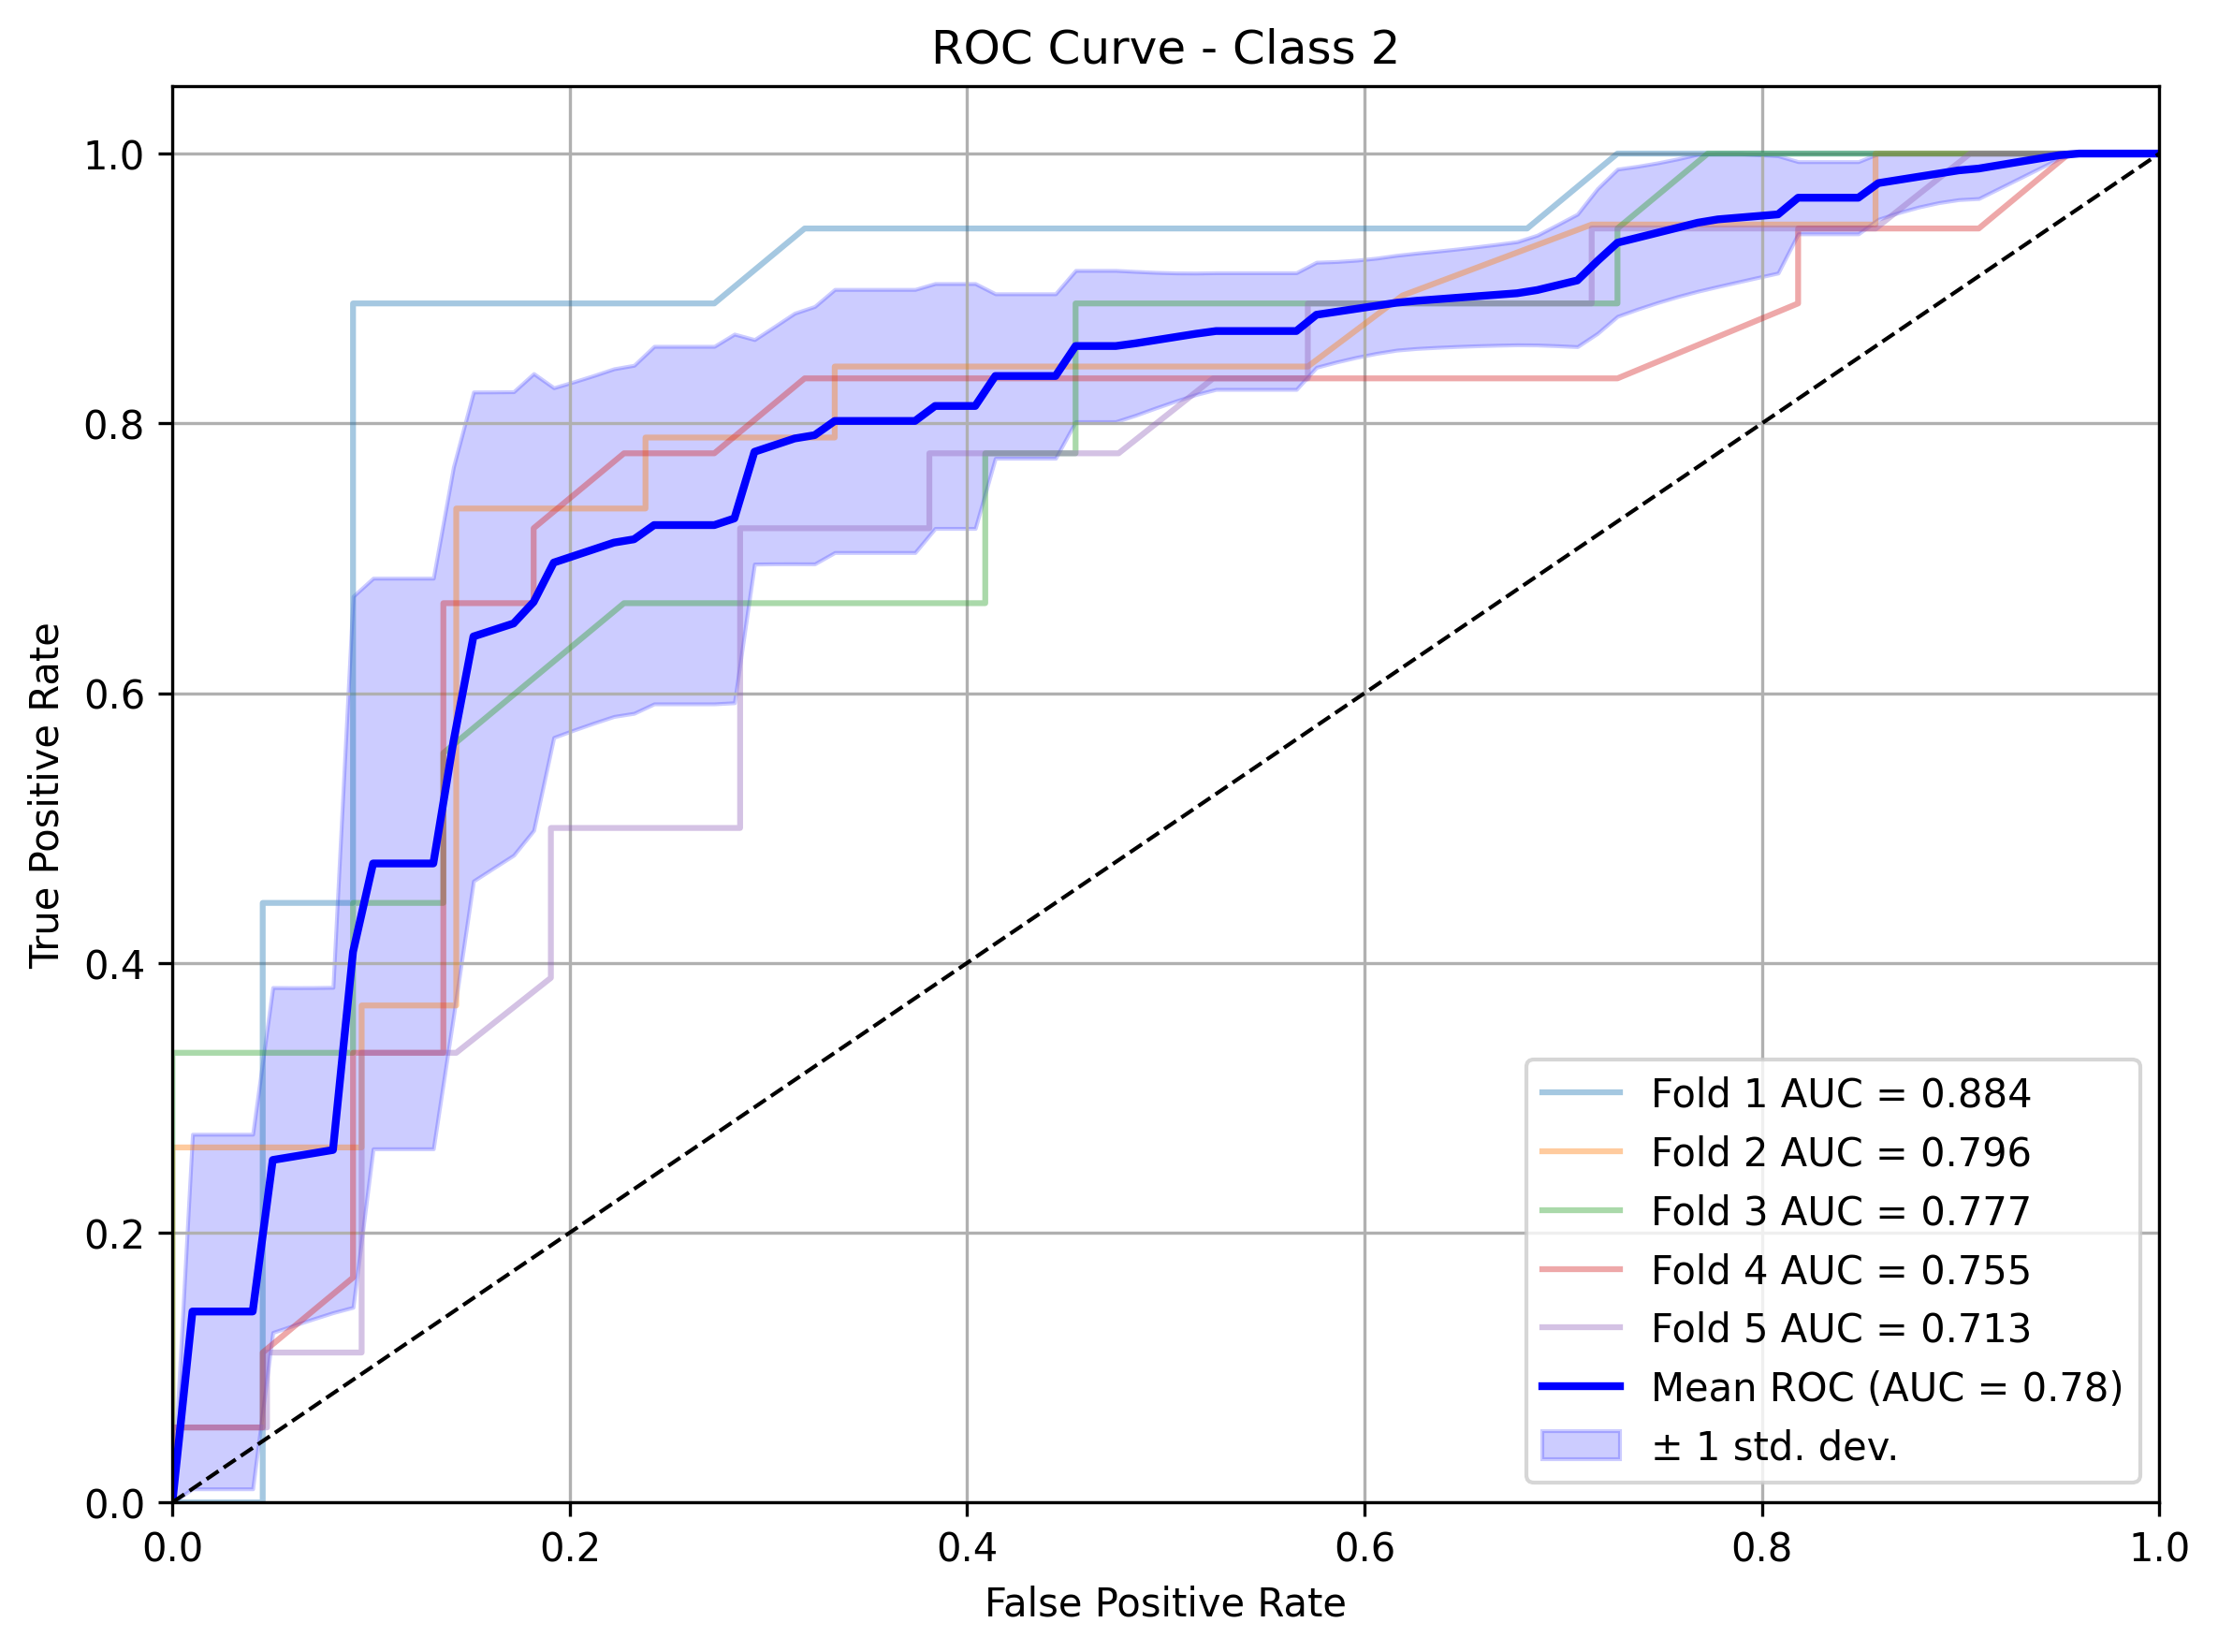 ROC Curve - Class 2
True Positive Rate
1.0
0.8
0.6
0.4
0.2
0.0
0.0 0.2 0.4 0.6 0.8 1.0
False Positive Rate
Fold 1 AUC = 0.884
Fold 2 AUC = 0.796
Fold 3 AUC = 0.777
Fold 4 AUC = 0.755
Fold 5 AUC = 0.713
Mean ROC (AUC = 0.78)
± 1 std. dev.